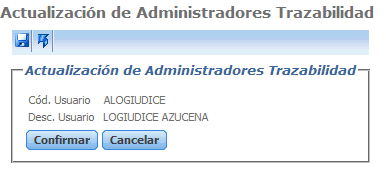 Actualización de Administradores Trazabilidad
Actualización de Administradores Trazabilidad
Cód. Usuario ALOGIUDICE
Desc. Usuario LOGIUDICE AZUCENA
Confirmar Cancelar